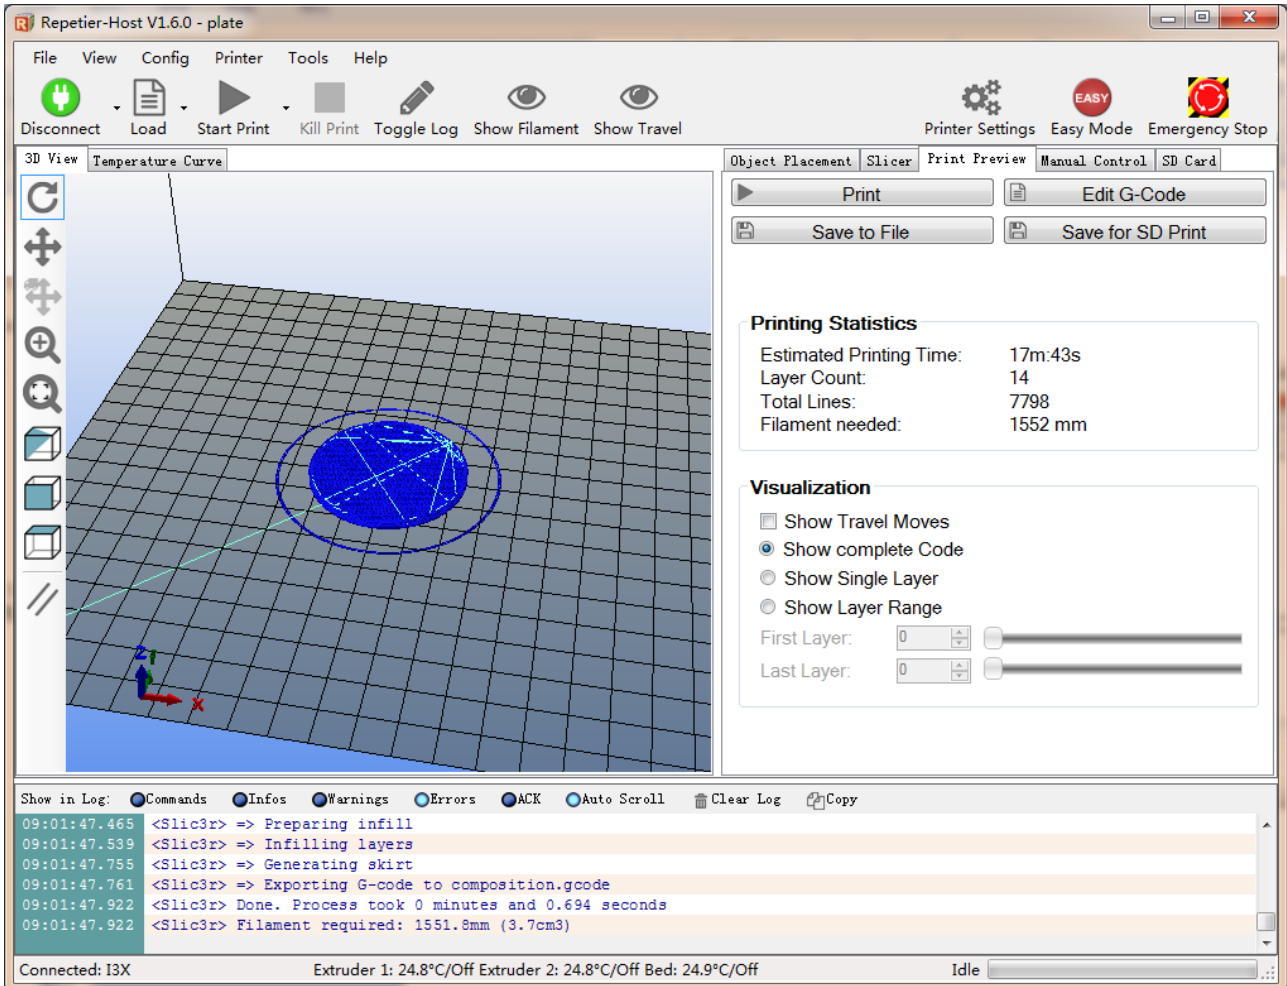 Repetier-Host V1.6.0 - plate
File View Config Printer Tools Help
EASY
Disconnect Load Start Print Kill Print Toggle Log Show Filament Show Travel Printer Settings Easy Mode Emergency Stop
3D View Temperature Curve
Object Placement Slicer Print Preview Manual Control SD Card
Print Edit G-Code
Save to File Save for SD Print
Printing Statistics
Estimated Printing Time: 17m:43s
Layer Count: 14
Total Lines: 7798
Filament needed: 1552 mm
Visualization
Show Travel Moves
Show complete Code
Show Single Layer
Show Layer Range
First Layer: 0
Last Layer: 0
Z
X
Show in Log: Commands Infos Warnings Errors ACK Auto Scroll Clear Log Copy
09:01:47.465 <Slic3r> => Preparing infill
09:01:47.539 <Slic3r> => Infilling layers
09:01:47.755 <Slic3r> => Generating skirt
09:01:47.761 <Slic3r> => Exporting G-code to composition.gcode
09:01:47.922 <Slic3r> Done. Process took 0 minutes and 0.694 seconds
09:01:47.922 <Slic3r> Filament required: 1551.8mm (3.7cm3)
Connected: I3X Extruder 1: 24.8°C/Off Extruder 2: 24.8°C/Off Bed: 24.9°C/Off Idle